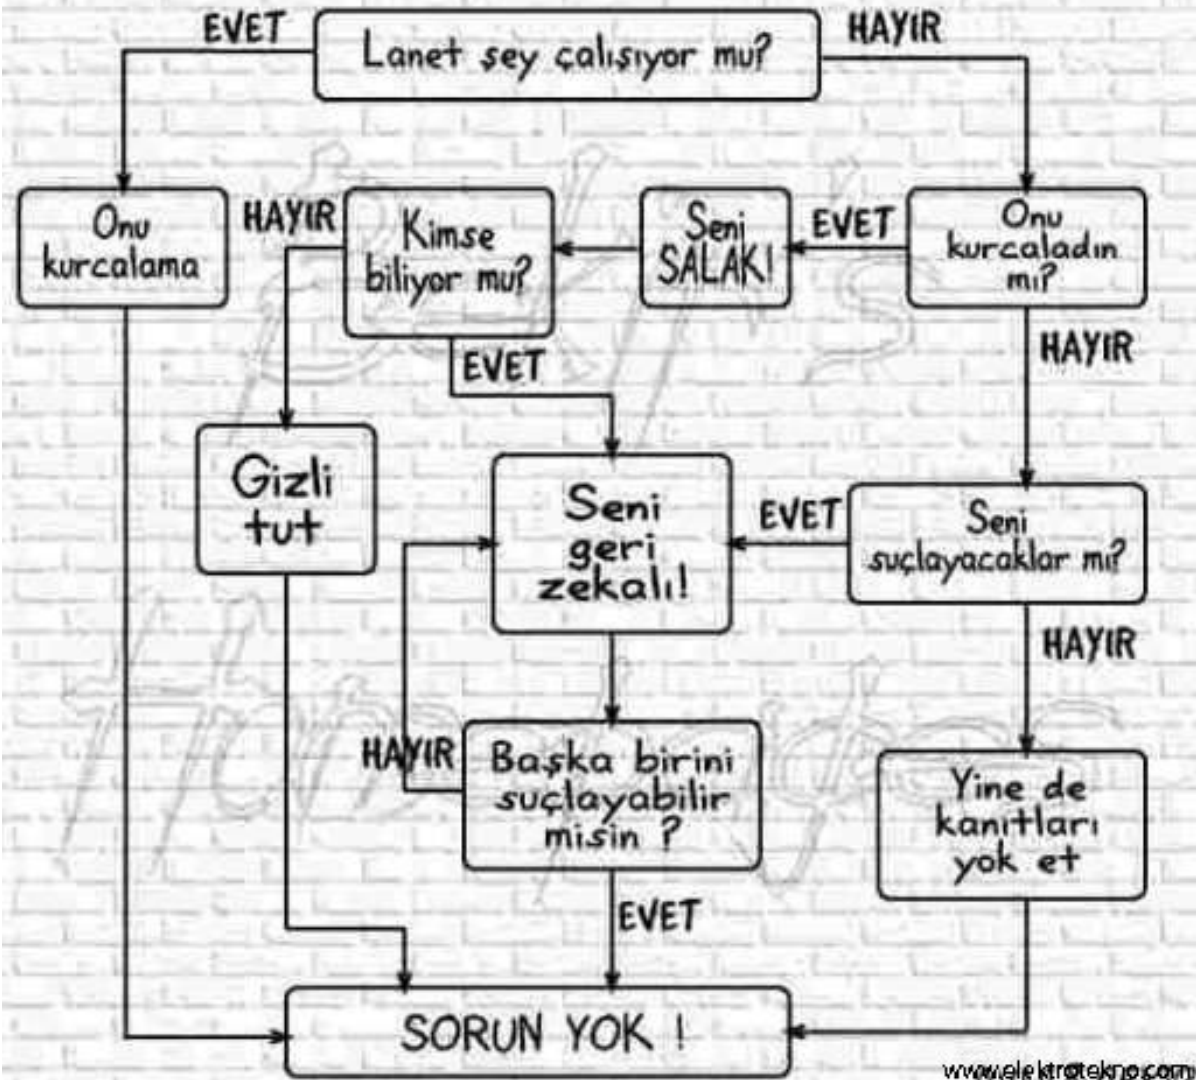 EVET
Lanet şey çalışıyor mu?
HAYIR
Onu
kurcalama
HAYIR
Kimse
biliyor mu?
Seni
SALAK!
EVET
Onu
kurcaladın
mı?
EVET
HAYIR
Gizli
tut
Seni
geri
zekalı!
EVET
Seni
suçlayacaklar mı?
HAYIR
HAYIR
Başka birini
suçlayabilir
misin ?
Yine de
kanıtları
yok et
EVET
SORUN YOK !
www.elektrotekno.com